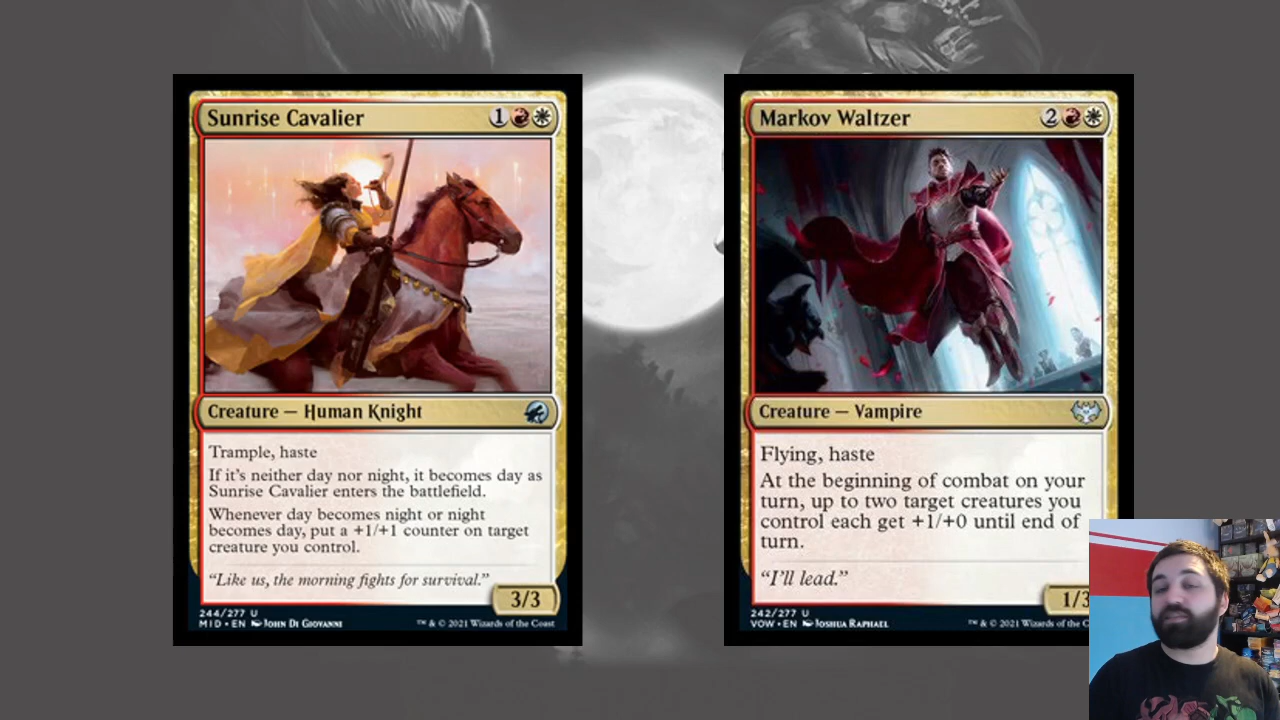 Sunrise Cavalier 1
Creature — Human Knight
Trample, haste
If it's neither day nor night, it becomes day as
Sunrise Cavalier enters the battlefield.
Whenever day becomes night or night
becomes day, put a +1/+1 counter on target
creature you control.
"Like us, the morning fights for survival."
3/3
244/277 U
MID • EN John Di Giovanni
™ & © 2021 Wizards of the Coast
Markov Waltzer 2
Creature — Vampire
Flying, haste
At the beginning of combat on your
turn, up to two target creatures you
control each get +1/+0 until end of
turn.
"I'll lead."
1/3
242/277 U
VOW • EN Joshua Raphael
™ & © 2021 Wizards of the C